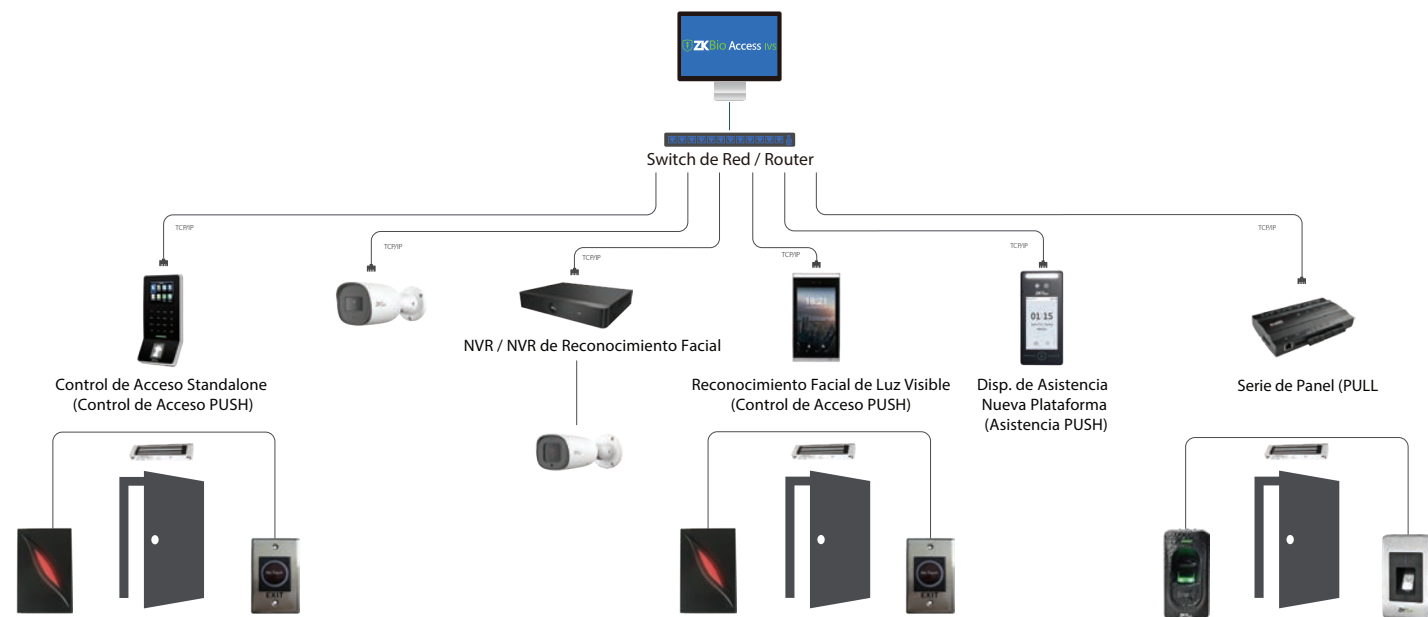 ZKBio Access IVS
Switch de Red / Router
TCP/IP
TCP/IP
TCP/IP
TCP/IP
TCP/IP
TCP/IP
18:21
01 15
NVR / NVR de Reconocimiento Facial
Control de Acceso Standalone
(Control de Acceso PUSH)
Reconocimiento Facial de Luz Visible
(Control de Acceso PUSH)
Disp. de Asistencia
Nueva Plataforma
(Asistencia PUSH)
Serie de Panel (PULL
EXIT
EXIT